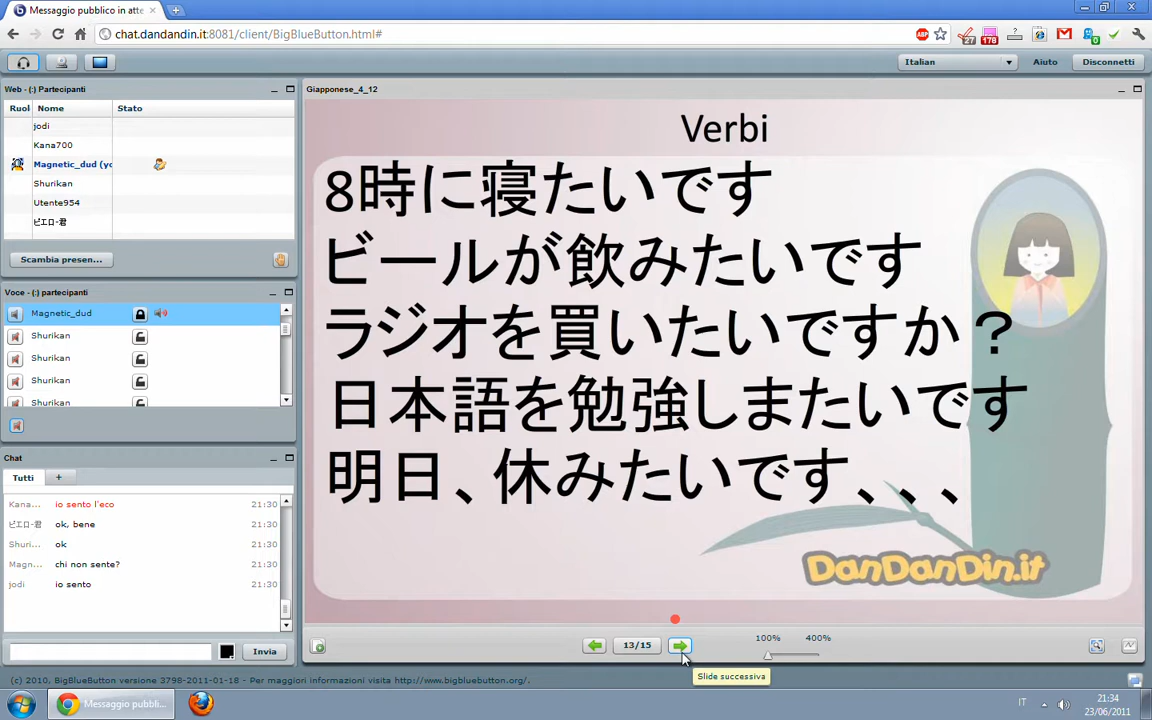 Messaggio pubblico in atte
chat.dandandin.it:8081/client/BigBlueButton.html#
27
178
0
Italian
Aiuto
Disconnetti
Web - (:) Partecipanti
Ruol Nome Stato
jodi
Kana700
Magnetic_dud (yc
Shurikan
Utente954
ピエロ-君
Scambia presen...
Voce - (:) partecipanti
Magnetic_dud
Shurikan
Shurikan
Shurikan
Shurikan
Chat
Tutti +
Kana... io sento l'eco 21:30
ピエロ-君 ok, bene 21:30
Shuri... ok 21:30
Magn... chi non sente? 21:30
jodi io sento 21:30
Invia
Giapponese_4_12
Verbi
8時に寝たいです
ビールが飲みたいです
ラジオを買いたいですか？
日本語を勉強しまたいです
明日、休みたいです、、、
DanDanDin.it
13/15
100% 400%
Slide successiva
(c) 2010, BigBlueButton versione 3798-2011-01-18 - Per maggiori informazioni visita http://www.bigbluebutton.org/.
Messaggio pubbli...
IT
21:34
23/06/2011